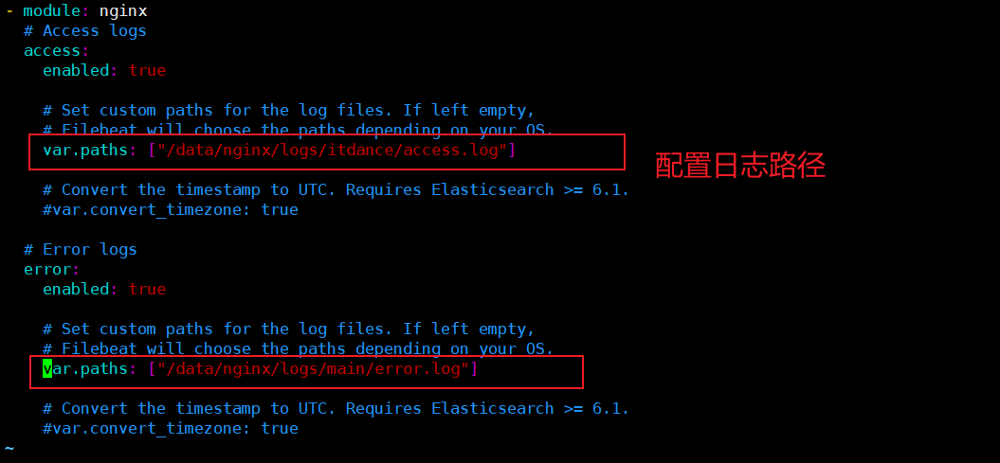 - module: nginx
  # Access logs
  access:
    enabled: true
    # Set custom paths for the log files. If left empty,
    # Filebeat will choose the paths depending on your OS.
    var.paths: ["/data/nginx/logs/itdance/access.log"]
配置日志路径
    # Convert the timestamp to UTC. Requires Elasticsearch >= 6.1.
    #var.convert_timezone: true
  # Error logs
  error:
    enabled: true
    # Set custom paths for the log files. If left empty,
    # Filebeat will choose the paths depending on your OS.
    var.paths: ["/data/nginx/logs/main/error.log"]
    # Convert the timestamp to UTC. Requires Elasticsearch >= 6.1.
    #var.convert_timezone: true
~